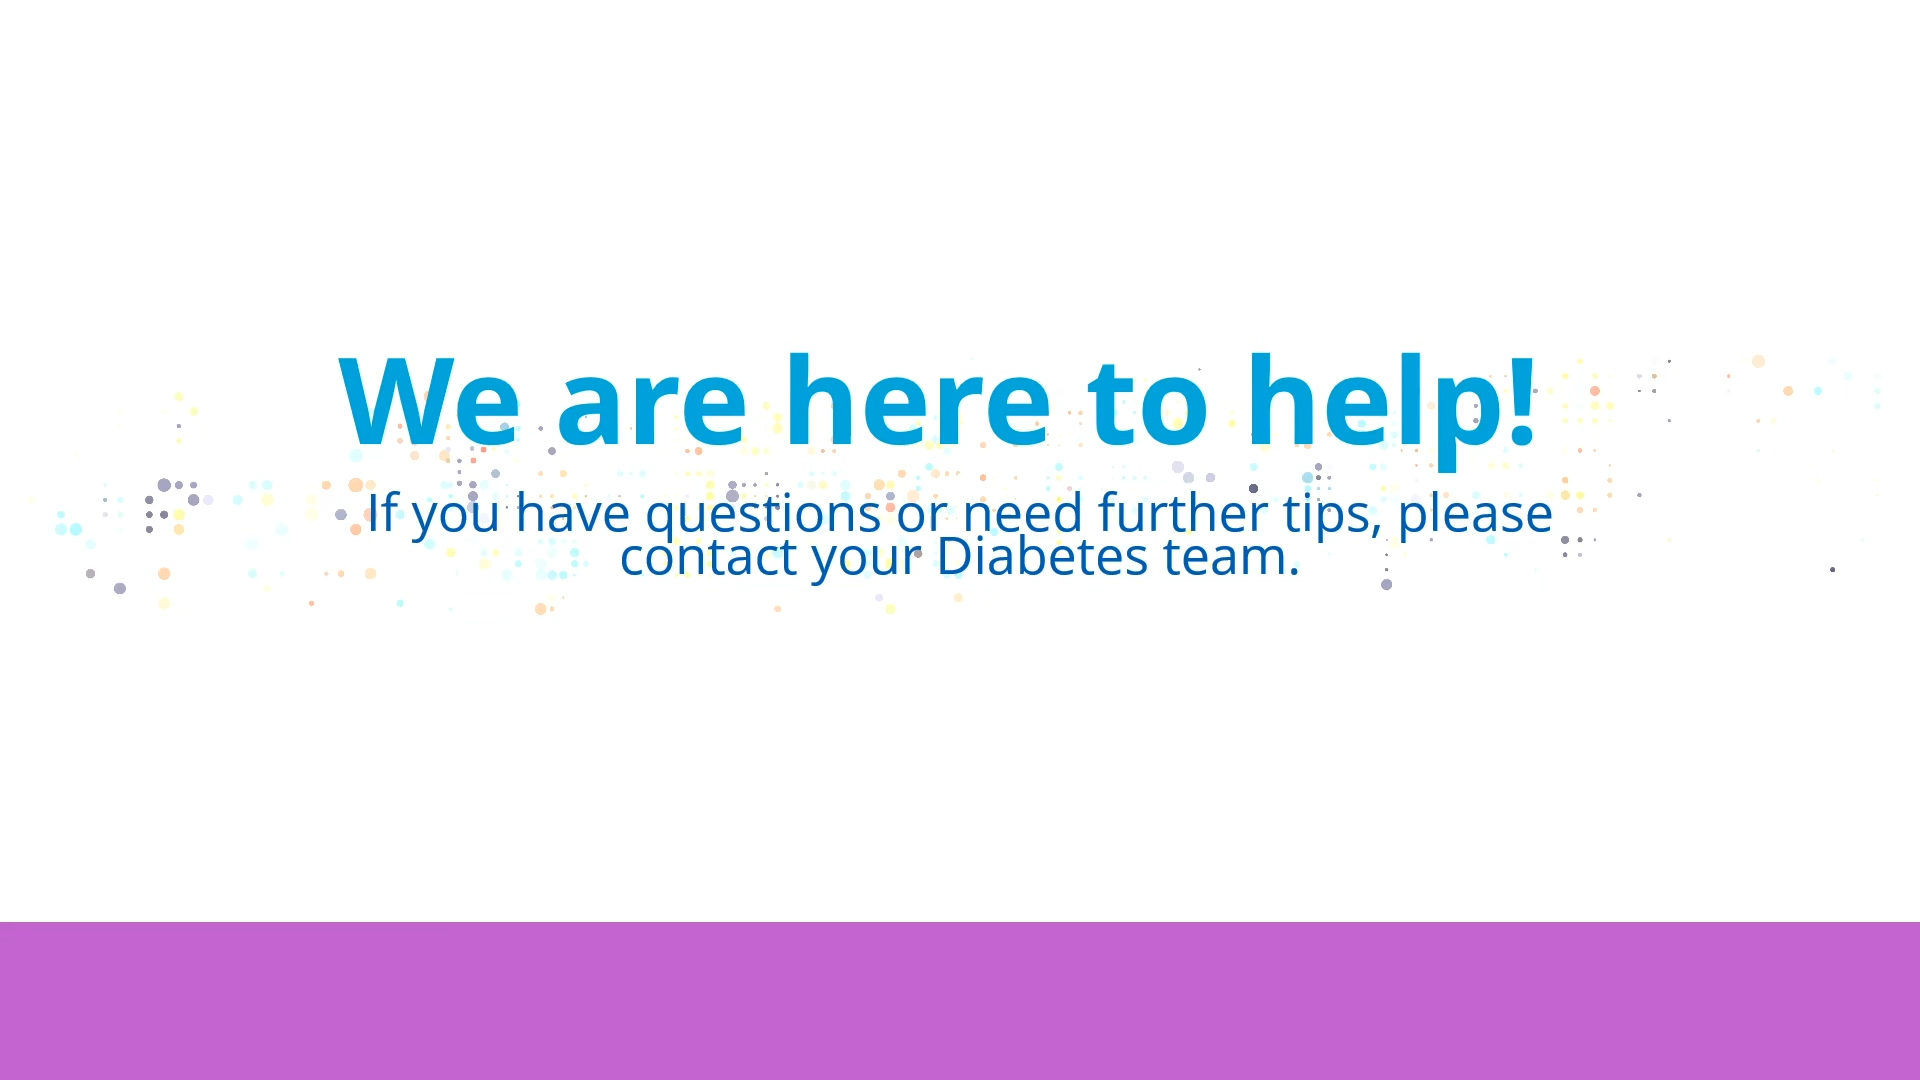 We are here to help!
If you have questions or need further tips, please
contact your Diabetes team.